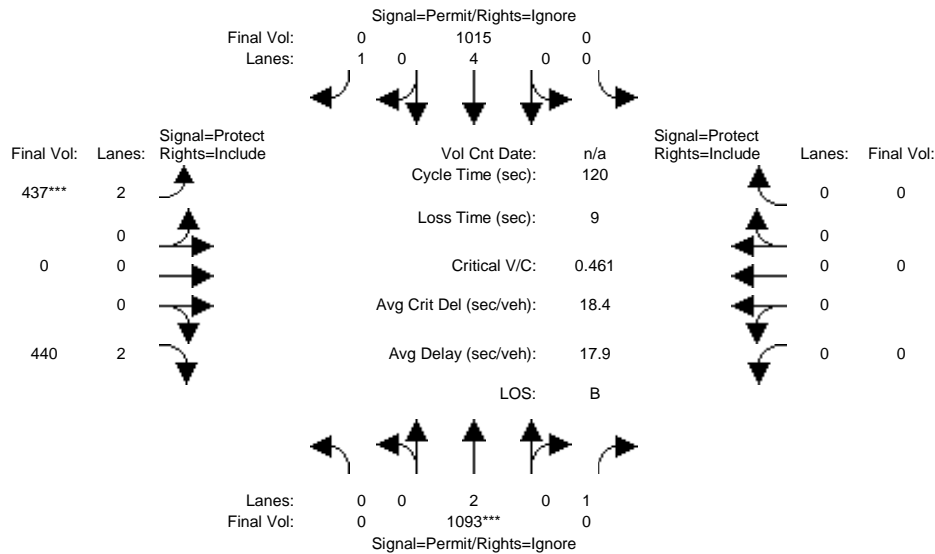 Signal=Permit/Rights=Ignore
Final Vol: 0 1015 0
Lanes: 1 0 4 0 0
Signal=Protect Signal=Protect
Final Vol: Lanes: Rights=Include Vol Cnt Date: n/a Rights=Include Lanes: Final Vol:
Cycle Time (sec): 120
437*** 2 0 0
Loss Time (sec): 9
0 0
0 0 Critical V/C: 0.461 0 0
0 Avg Crit Del (sec/veh): 18.4 0
440 2 Avg Delay (sec/veh): 17.9 0 0
LOS: B
Lanes: 0 0 2 0 1
Final Vol: 0 1093*** 0
Signal=Permit/Rights=Ignore